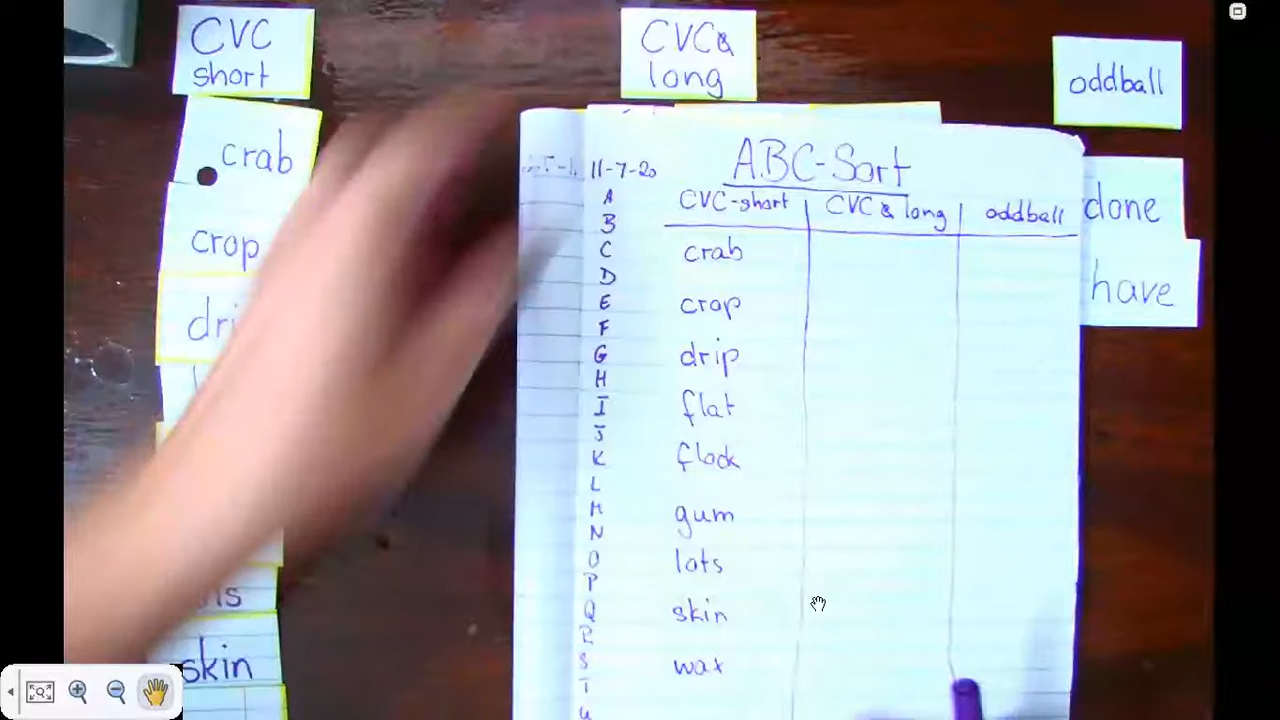 CVC
short
crab
crop
dri
skin
CVCe
long
11-7-20
ABC-Sort
A
B
C
D
E
F
G
H
I
J
K
L
M
N
O
P
Q
R
S
T
U
CVC-short
crab
crop
drip
flat
flock
gum
lots
skin
wax
CVCe long
oddball
oddball
done
have